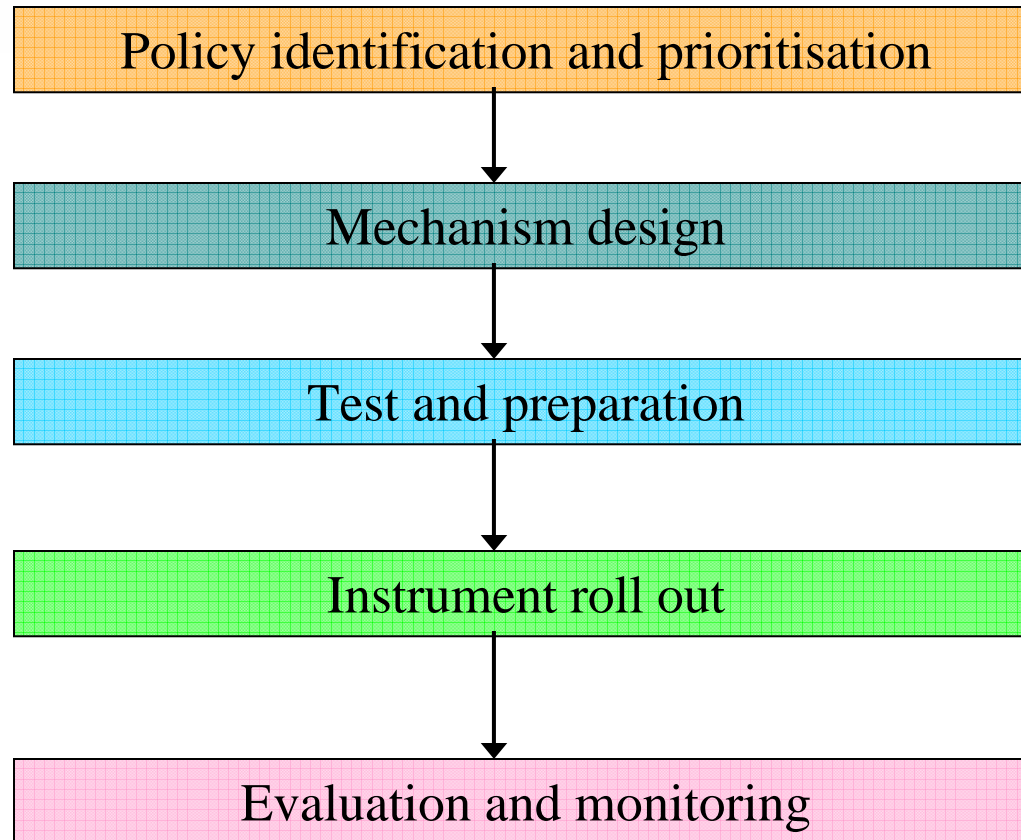 Policy identification and prioritisation
Mechanism design
Test and preparation
Instrument roll out
Evaluation and monitoring